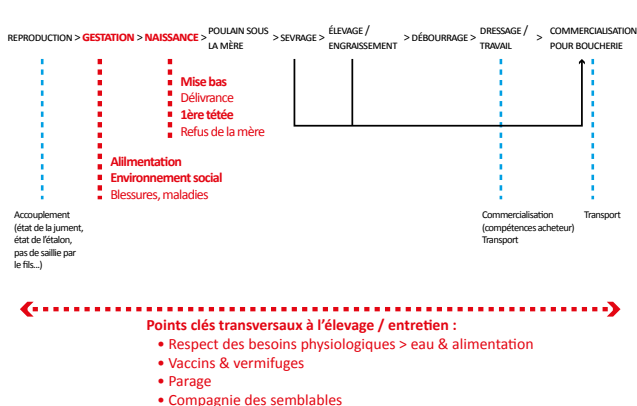 REPRODUCTION > GESTATION > NAISSANCE > POULAIN SOUS LA MÈRE > SEVRAGE > ÉLEVAGE / ENGRAISSEMENT > DÉBOURRAGE > DRESSAGE / TRAVAIL > COMMERCIALISATION POUR BOUCHERIE
Mise bas
Délivrance
1ère tétée
Refus de la mère
Alilmentation
Environnement social
Blessures, maladies
Accouplement
(état de la jument,
état de l'étalon,
pas de saillie par
le fils...)
Commercialisation
(compétences acheteur)
Transport
Transport
Points clés transversaux à l'élevage / entretien :
• Respect des besoins physiologiques > eau & alimentation
• Vaccins & vermifuges
• Parage
• Compagnie des semblables